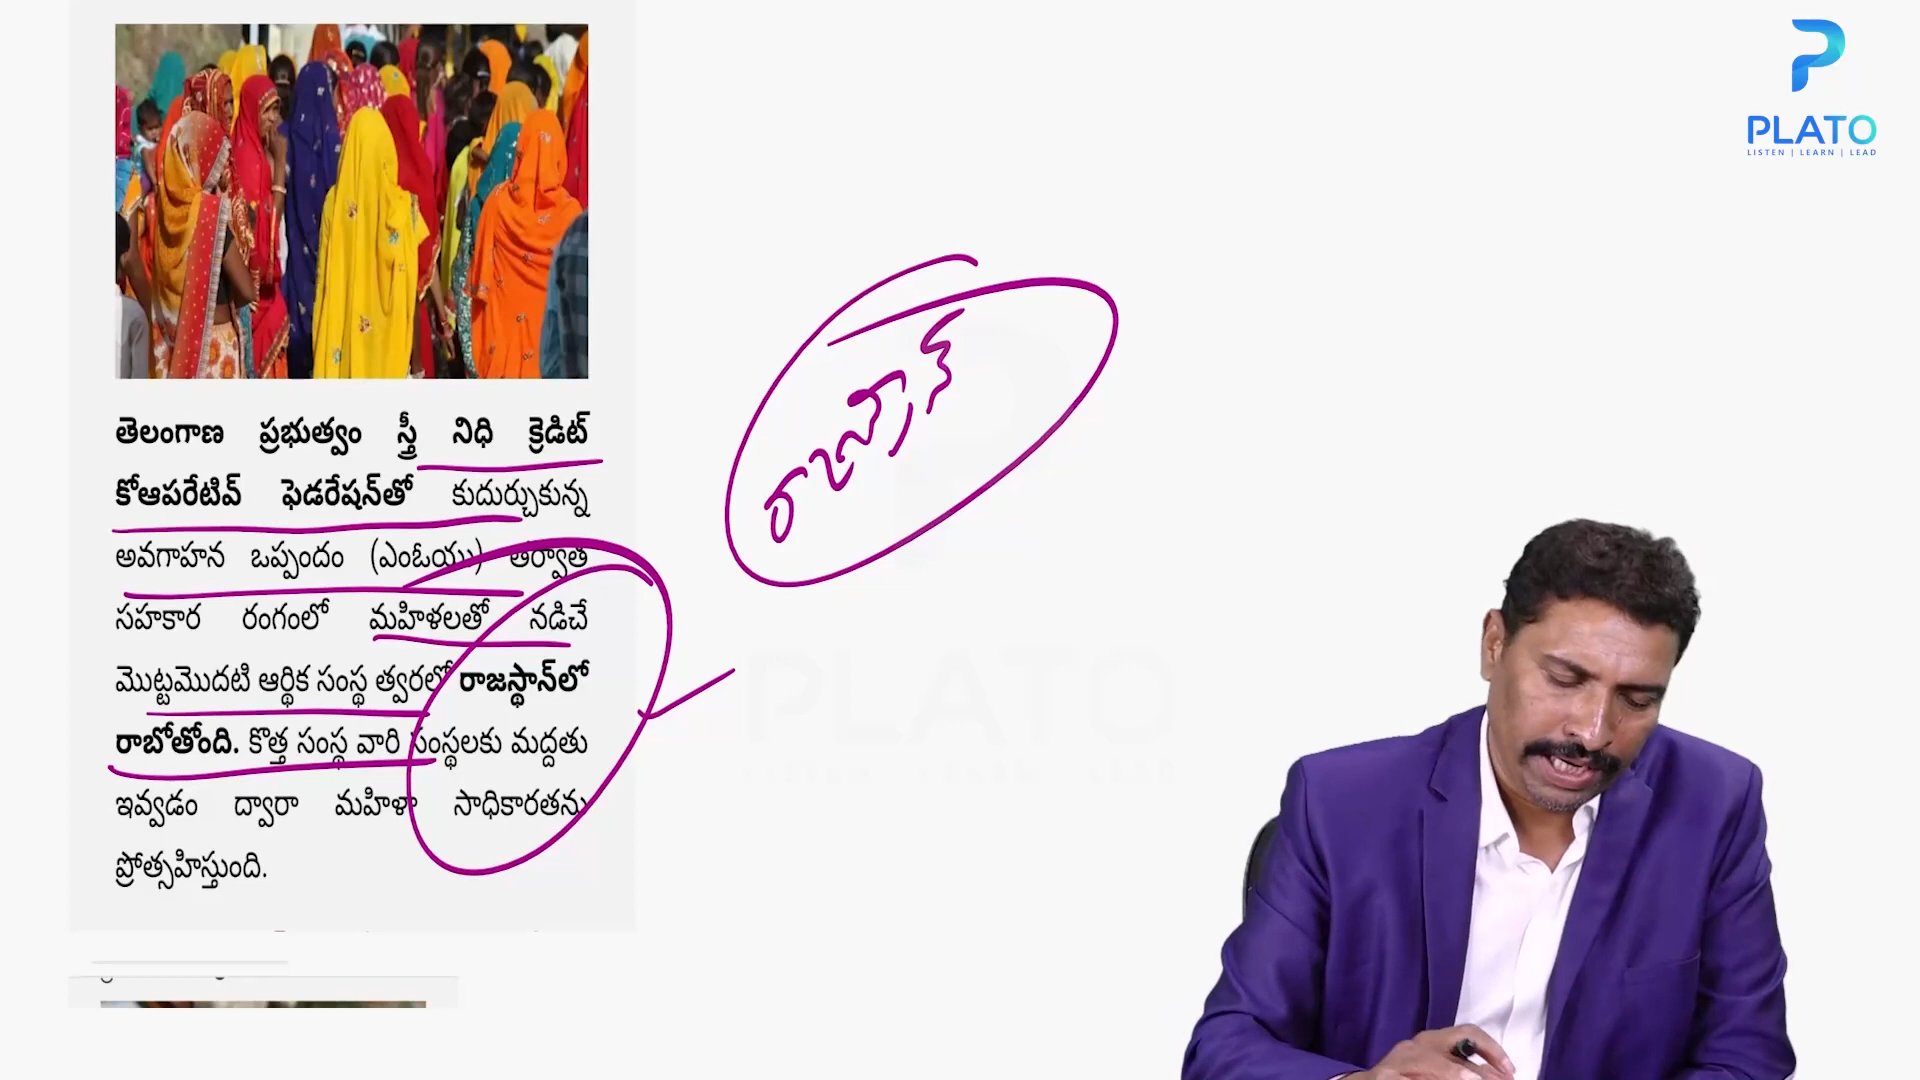 PLATO
LISTEN | LEARN | LEAD
తెలంగాణ ప్రభుత్వం స్త్రీ నిధి క్రెడిట్
కోఆపరేటివ్ ఫెడరేషన్‌తో కుదుర్చుకున్న
అవగాహన ఒప్పందం (ఎంఓయు) తర్వాత
సహకార రంగంలో మహిళలతో నడిచే
మొట్టమొదటి ఆర్థిక సంస్థ త్వరలో రాజస్థాన్‌లో
రాబోతోంది. కొత్త సంస్థ వారి సంస్థలకు మద్దతు
ఇవ్వడం ద్వారా మహిళా సాధికారతను
ప్రోత్సహిస్తుంది.
రాజస్థాన్
PLATO